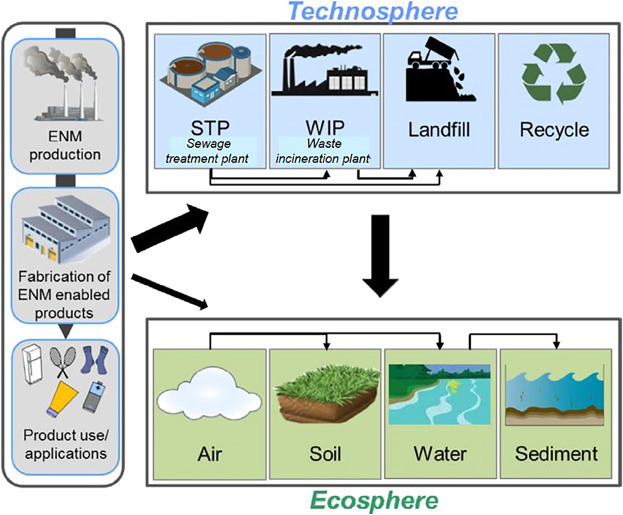 Technosphere
ENM
production
STP
Sewage
treatment plant
WIP
Waste
incineration plant
Landfill
Recycle
Fabrication of
ENM enabled
products
Product use/
applications
Air
Soil
Water
Sediment
Ecosphere